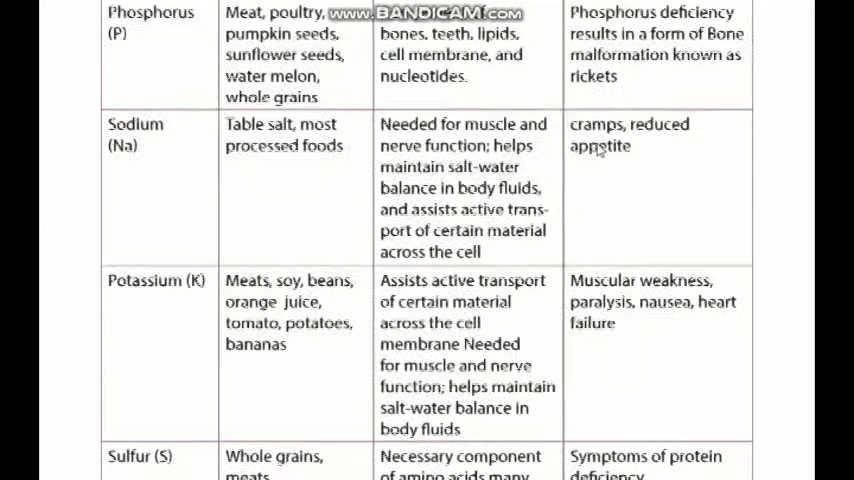 www.BANDICAM.com
Phosphorus
(P)
Meat, poultry,
pumpkin seeds,
sunflower seeds,
water melon,
whole grains
bones, teeth, lipids,
cell membrane, and
nucleotides.
Phosphorus deficiency
results in a form of Bone
malformation known as
rickets
Sodium
(Na)
Table salt, most
processed foods
Needed for muscle and
nerve function; helps
maintain salt-water
balance in body fluids,
and assists active trans-
port of certain material
across the cell
cramps, reduced
appetite
Potassium (K)
Meats, soy, beans,
orange juice,
tomato, potatoes,
bananas
Assists active transport
of certain material
across the cell
membrane Needed
for muscle and nerve
function; helps maintain
salt-water balance in
body fluids
Muscular weakness,
paralysis, nausea, heart
failure
Sulfur (S)
Whole grains,
meats
Necessary component
of amino acids many
Symptoms of protein
deficiency